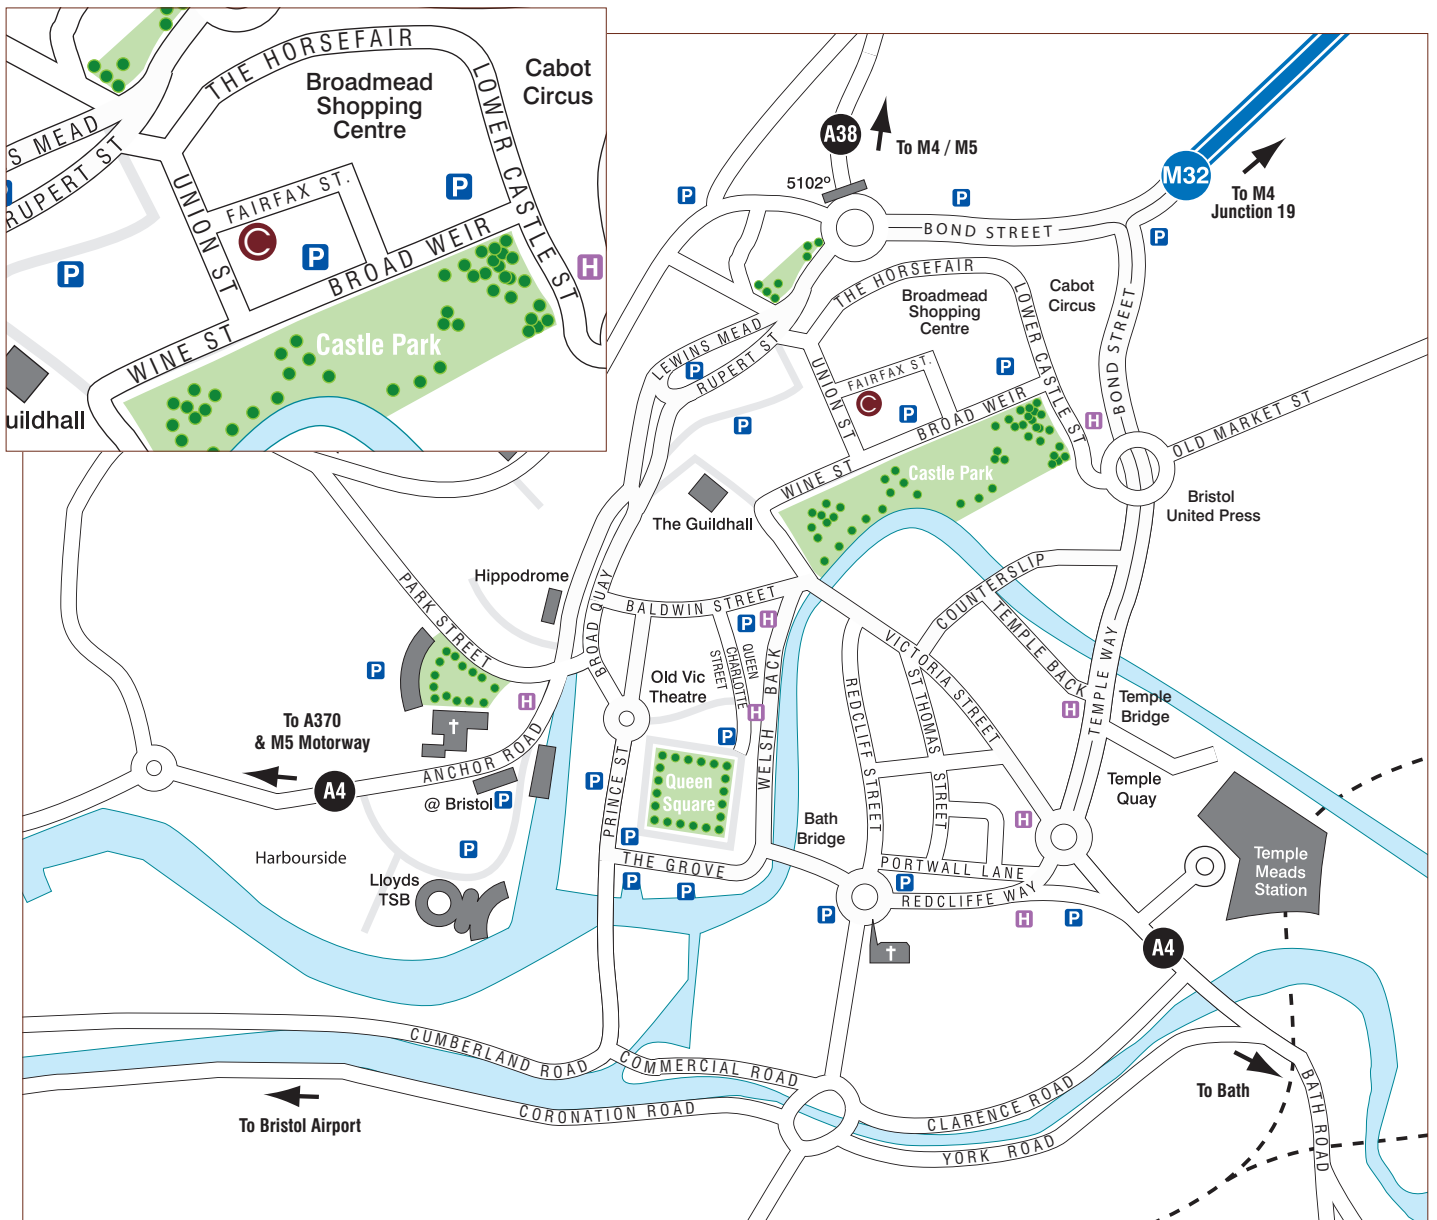 THE HORSEFAIR
Broadmead
Shopping
Centre
Cabot
Circus
S MEAD
RUPERT ST
LOWER CASTLE ST
UNION ST
FAIRFAX ST.
C
P
P
P
P
H
BROAD WEIR
WINE ST
Castle Park
uildhall
A38
To M4 / M5
5102º
P
P
M32
To M4
Junction 19
P
BOND STREET
THE HORSEFAIR
Broadmead
Shopping
Centre
Cabot
Circus
LOWER CASTLE ST
BOND STREET
LEWINS MEAD
RUPERT ST
P
UNION ST
FAIRFAX ST.
C
P
P
P
H
BROAD WEIR
WINE ST
Castle Park
OLD MARKET ST
The Guildhall
Bristol
United Press
Hippodrome
PARK STREET
BROAD QUAY
BALDWIN STREET
COUNTERSLIP
TEMPLE BACK
TEMPLE WAY
P
H
P
QUEEN
CHARLOTTE
STREET
Old Vic
Theatre
WELSH BACK
VICTORIA STREET
ST THOMAS STREET
REDCLIFF STREET
H
H
P
H
Temple
Bridge
To A370
& M5 Motorway
A4
ANCHOR ROAD
@ Bristol
P
P
P
PRINCE ST
Queen
Square
Bath
Bridge
H
Temple
Quay
Harbourside
Lloyds
TSB
P
P
P
THE GROVE
PORTWALL LANE
P
REDCLIFFE WAY
P
H
P
Temple
Meads
Station
A4
CUMBERLAND ROAD
COMMERCIAL ROAD
CORONATION ROAD
CLARENCE ROAD
YORK ROAD
BATH ROAD
To Bristol Airport
To Bath